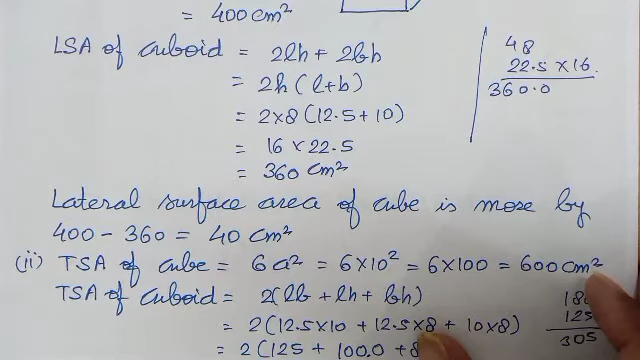 = 400 cm²
LSA of cuboid = 2lh + 2bh
= 2h (l+b)
= 2×8 (12.5 + 10)
= 16 × 22.5
= 360 cm²
48
22.5 ×16
360.0
Lateral surface area of cube is more by
400 - 360 = 40 cm²
(ii) TSA of cube = 6a² = 6×10² = 6×100 = 600 cm²
TSA of cuboid = 2(lb + lh + bh)
= 2(12.5×10 + 12.5×8 + 10×8)
= 2 (125 + 100.0 + 8
125
305